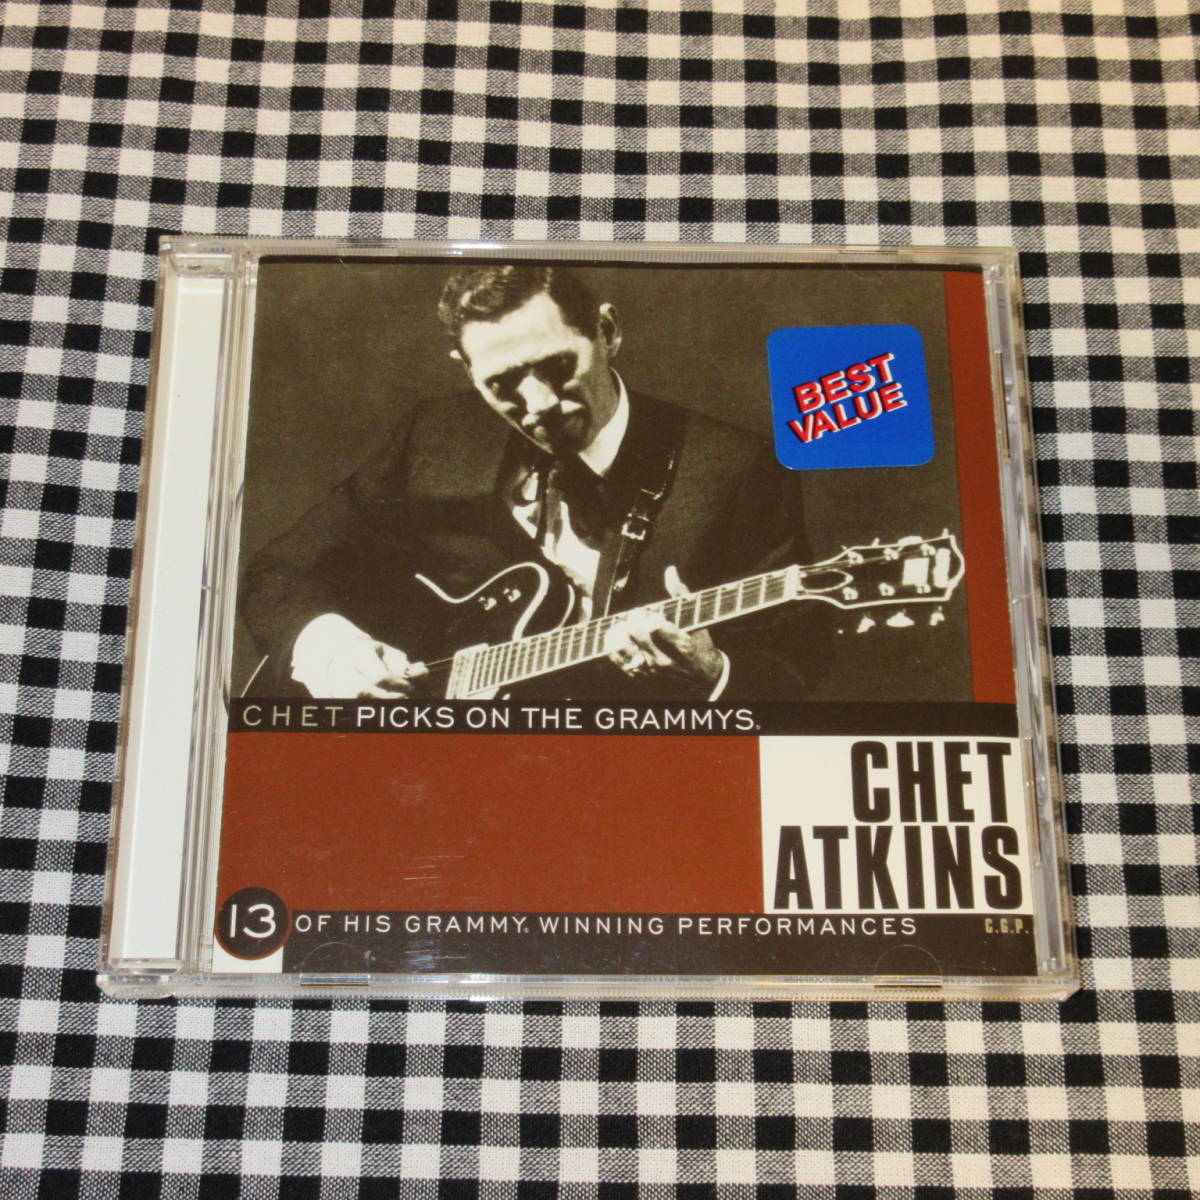 BEST
VALUE
CHET PICKS ON THE GRAMMYS®
CHET
ATKINS
C.G.P.
13 OF HIS GRAMMY® WINNING PERFORMANCES